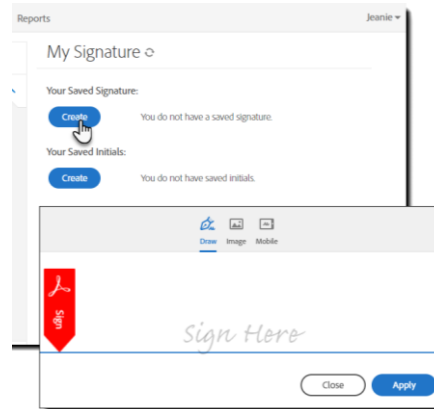 Reports Jeanie
My Signature
Your Saved Signature:
Create You do not have a saved signature.
Your Saved Initials:
Create You do not have saved initials.
Draw Image Mobile
Sign
Sign Here
Close Apply